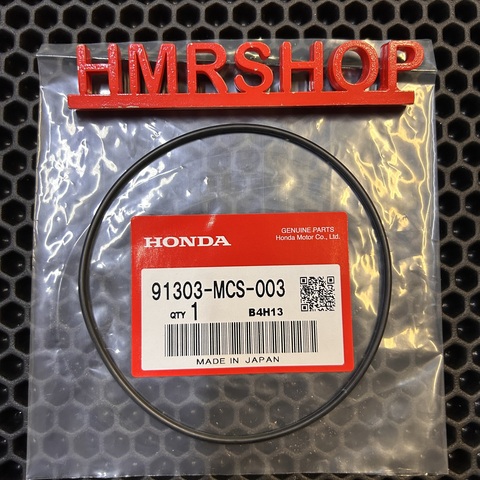 HMRSHOP
HONDA
GENUINE PARTS
Honda Motor Co., Ltd.
91303-MCS-003
QTY 1 B4H13
MADE IN JAPAN